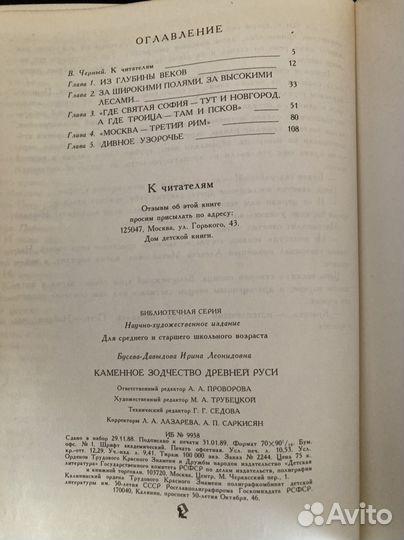 ОГЛАВЛЕНИЕ
В. Черный. К читателям 5
Глава 1. ИЗ ГЛУБИНЫ ВЕКОВ 12
Глава 2. ЗА ШИРОКИМИ ПОЛЯМИ, ЗА ВЫСОКИМИ
ЛЕСАМИ... 33
Глава 3. «ГДЕ СВЯТАЯ СОФИЯ — ТУТ И НОВГОРОД,
А ГДЕ ТРОИЦА — ТАМ И ПСКОВ» 51
Глава 4. «МОСКВА — ТРЕТИЙ РИМ» 80
Глава 5. ДИВНОЕ УЗОРОЧЬЕ 108
К читателям
Отзывы об этой книге
просим присылать по адресу:
125047, Москва, ул. Горького, 43.
Дом детской книги.
БИБЛИОТЕЧНАЯ СЕРИЯ
Научно-художественное издание
Для среднего и старшего школьного возраста
Бусева-Давыдова Ирина Леонидовна
КАМЕННОЕ ЗОДЧЕСТВО ДРЕВНЕЙ РУСИ
Ответственный редактор А. А. ПРОВОРОВА
Художественный редактор М. А. ТРУБЕЦКОЙ
Технический редактор Г. Г. СЕДОВА
Корректоры Л. А. ЛАЗАРЕВА, А. П. САРКИСЯН
ИБ № 9958
Сдано в набор 29.11.88. Подписано к печати 31.01.89. Формат 70×90¹/₁₆. Бум.
офс. № 1. Шрифт академический. Печать офсетная. Усл. печ. л. 10,53. Усл.
кр.-отт. 12,29. Уч.-изд. л. 9,41. Тираж 100 000 экз. Заказ № 2244. Цена 75 к.
Орденов Трудового Красного Знамени и Дружбы народов издательство «Детская
литература» Государственного комитета РСФСР по делам издательств, полиграфии
и книжной торговли. 103720, Москва, Центр, М. Черкасский пер., 1.
Калининский ордена Трудового Красного Знамени полиграфкомбинат детской
литературы им. 50-летия СССР Росглавполиграфпрома Госкомиздата РСФСР.
170040, Калинин, проспект 50-летия Октября, 46.
Avito